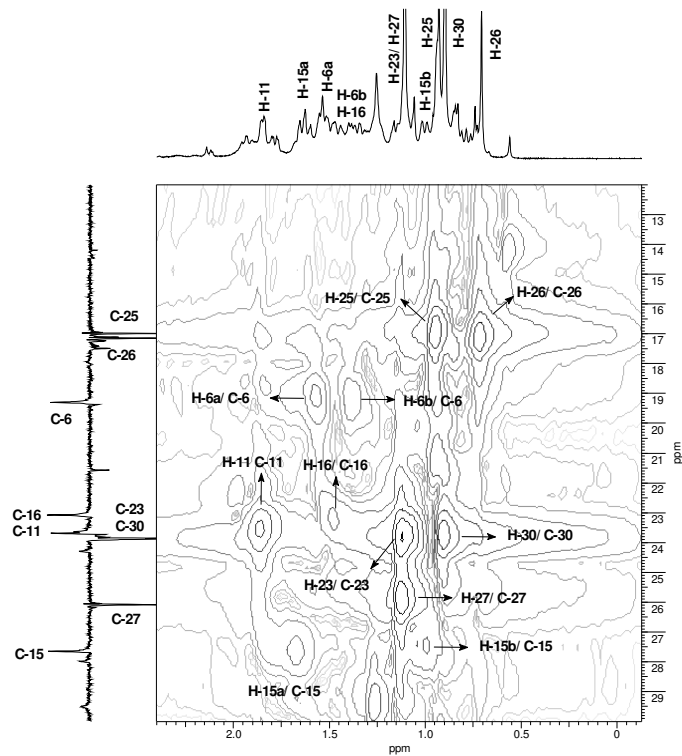 H-11
H-15a
H-6a
H-6b
H-16
H-23/ H-27
H-15b
H-25
H-30
H-26
C-25
C-26
C-6
C-16
C-23
C-11
C-30
C-27
C-15
H-25/ C-25
H-26/ C-26
H-6a/ C-6
H-6b/ C-6
H-11/ C-11
H-16/ C-16
H-30/ C-30
H-23/ C-23
H-27/ C-27
H-15b/ C-15
H-15a/ C-15
13
14
15
16
17
18
19
20
21
22
23
24
25
26
27
28
29
ppm
2.0
1.5
1.0
0.5
0
ppm